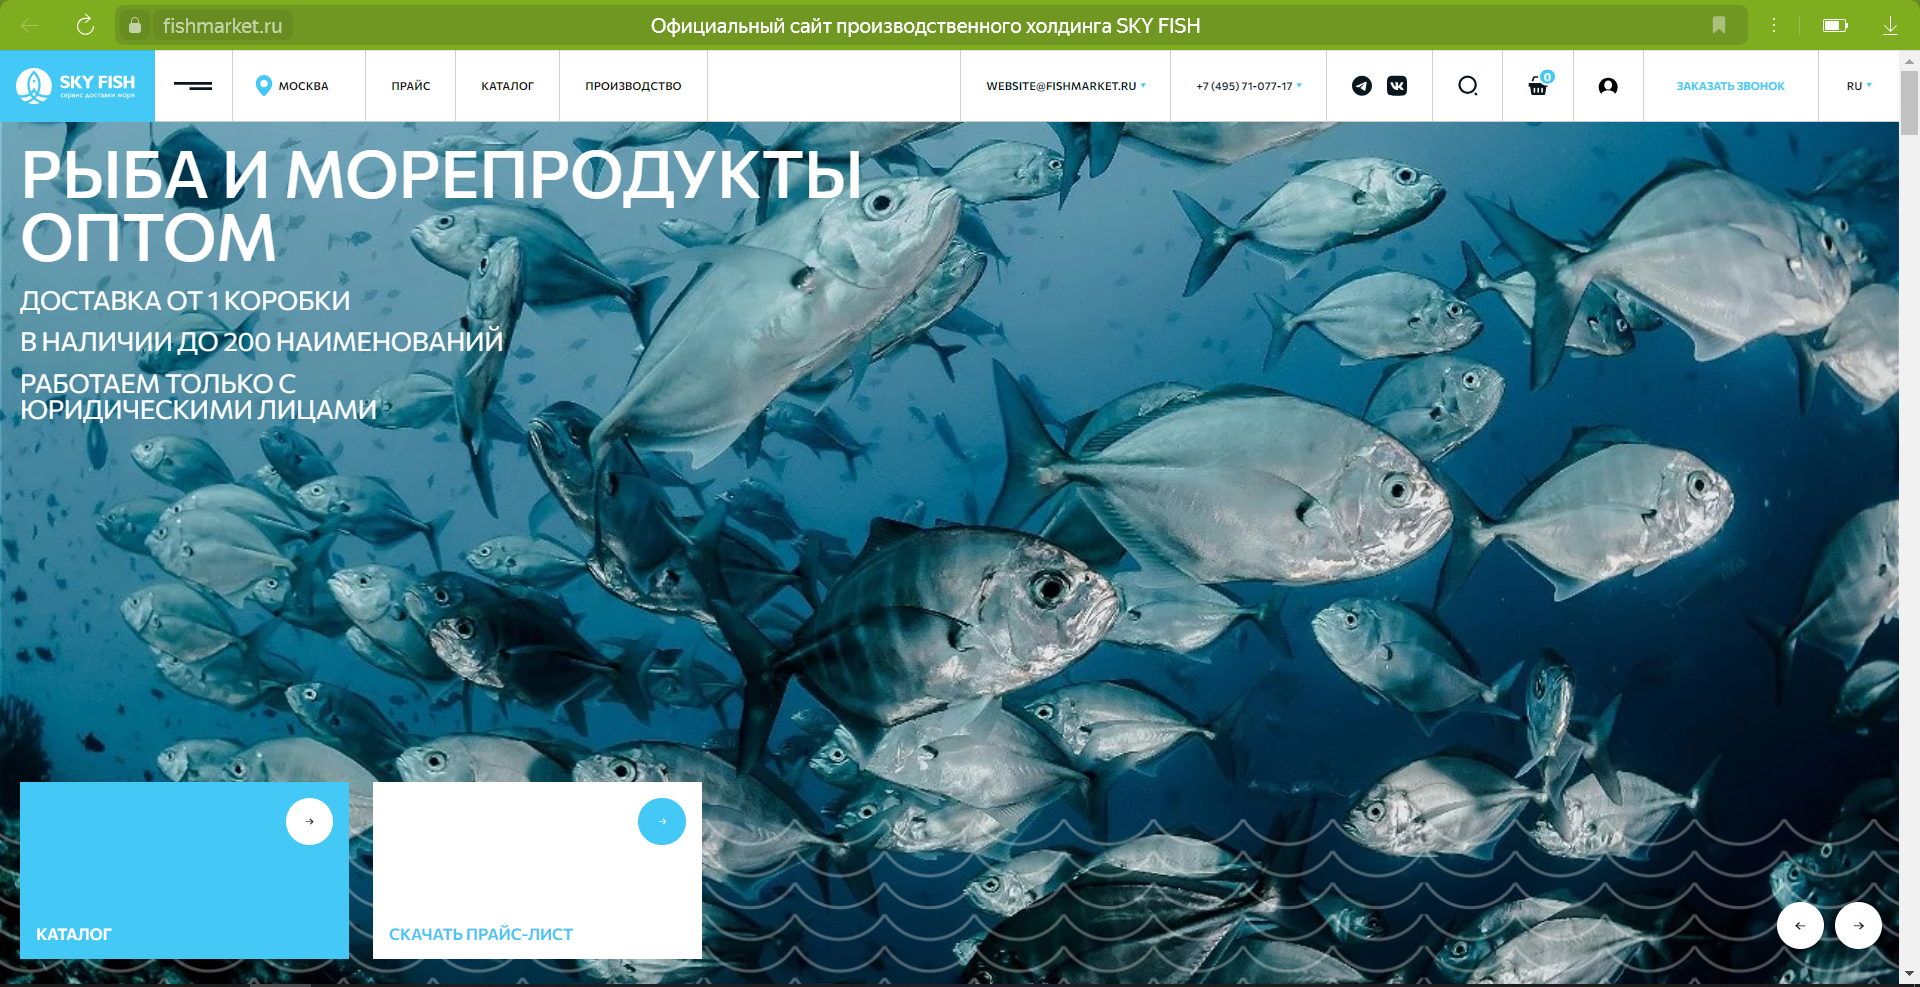 fishmarket.ru
Официальный сайт производственного холдинга SKY FISH
SKY FISH
сервис доставки моря
МОСКВА
ПРАЙС
КАТАЛОГ
ПРОИЗВОДСТВО
WEBSITE@FISHMARKET.RU
+7 (495) 71-077-17
0
ЗАКАЗАТЬ ЗВОНОК
RU
РЫБА И МОРЕПРОДУКТЫ
ОПТОМ
ДОСТАВКА ОТ 1 КОРОБКИ
В НАЛИЧИИ ДО 200 НАИМЕНОВАНИЙ
РАБОТАЕМ ТОЛЬКО С
ЮРИДИЧЕСКИМИ ЛИЦАМИ
КАТАЛОГ
СКАЧАТЬ ПРАЙС-ЛИСТ